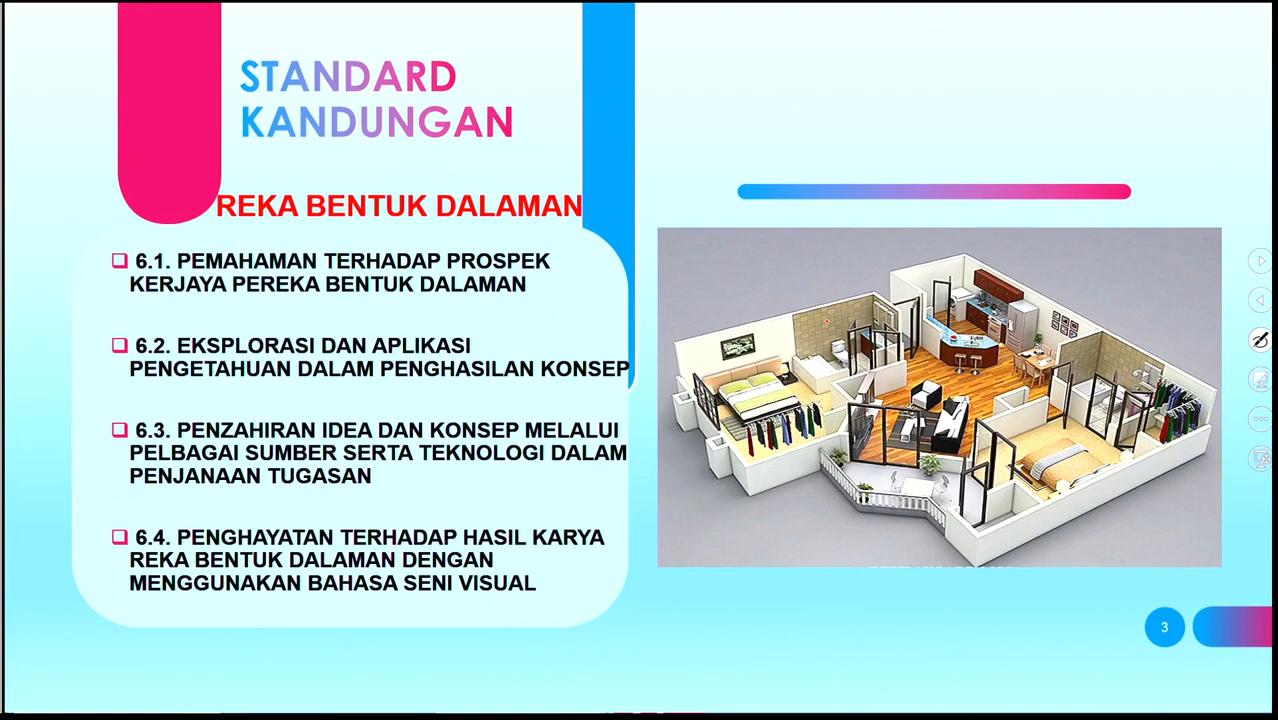 STANDARD
KANDUNGAN
REKA BENTUK DALAMAN
6.1. PEMAHAMAN TERHADAP PROSPEK
KERJAYA PEREKA BENTUK DALAMAN
6.2. EKSPLORASI DAN APLIKASI
PENGETAHUAN DALAM PENGHASILAN KONSEP
6.3. PENZAHIRAN IDEA DAN KONSEP MELALUI
PELBAGAI SUMBER SERTA TEKNOLOGI DALAM
PENJANAAN TUGASAN
6.4. PENGHAYATAN TERHADAP HASIL KARYA
REKA BENTUK DALAMAN DENGAN
MENGGUNAKAN BAHASA SENI VISUAL
3